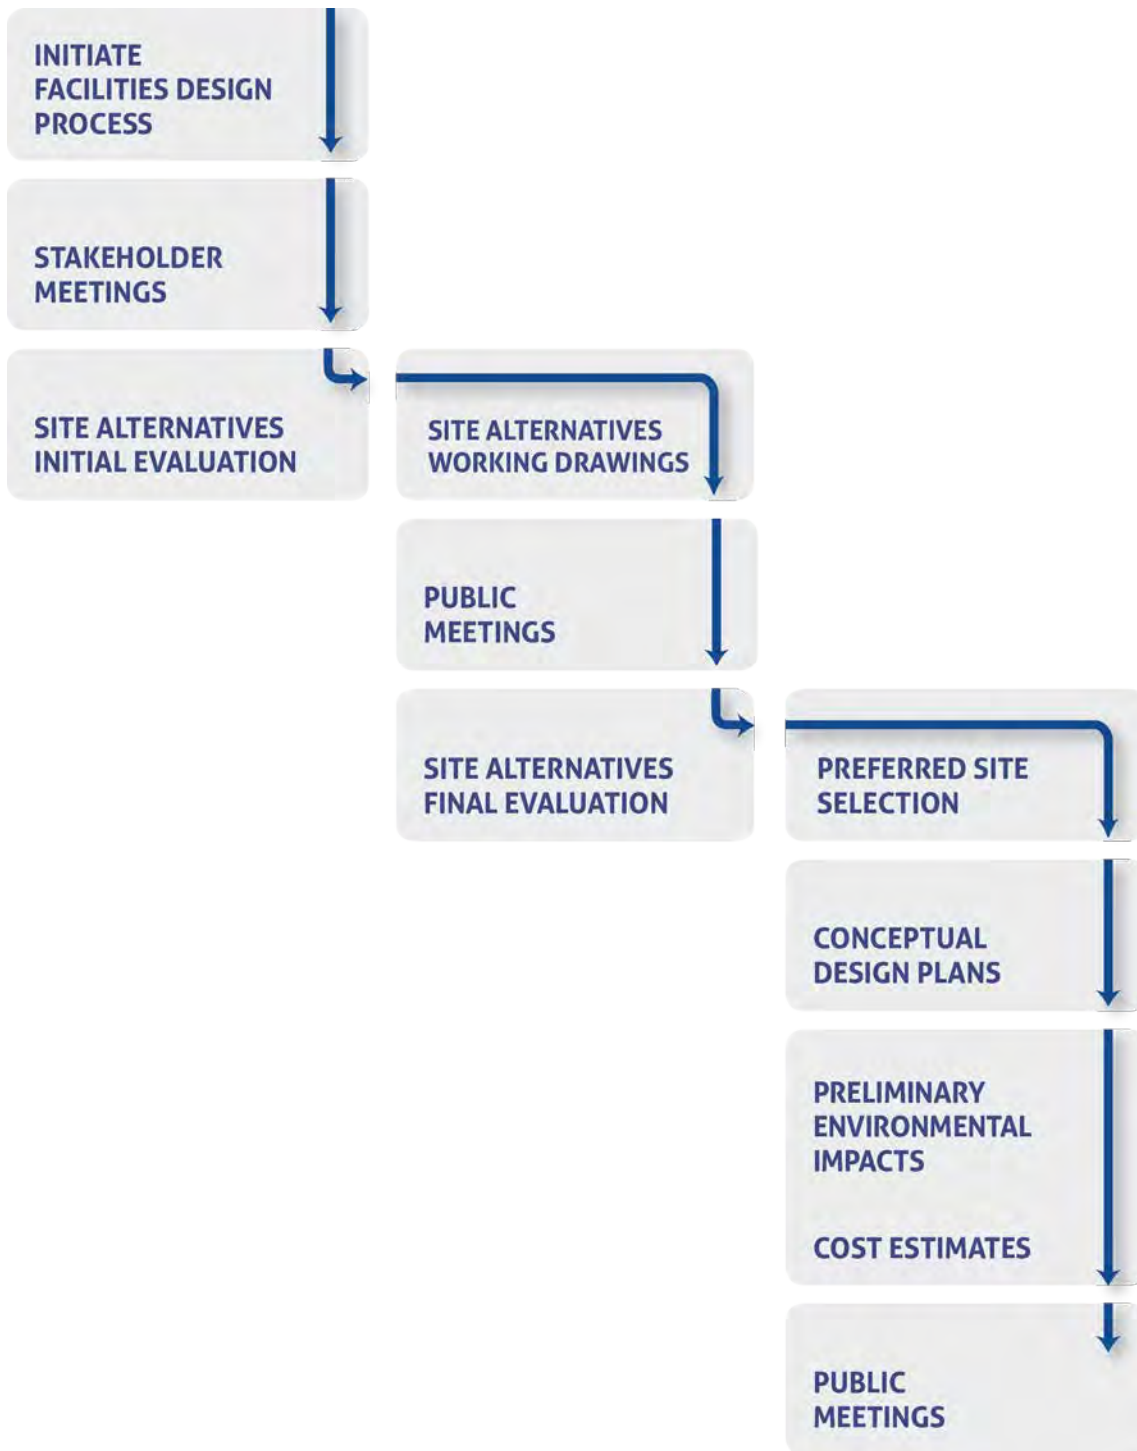 INITIATE
FACILITIES DESIGN
PROCESS
STAKEHOLDER
MEETINGS
SITE ALTERNATIVES
INITIAL EVALUATION
SITE ALTERNATIVES
WORKING DRAWINGS
PUBLIC
MEETINGS
SITE ALTERNATIVES
FINAL EVALUATION
PREFERRED SITE
SELECTION
CONCEPTUAL
DESIGN PLANS
PRELIMINARY
ENVIRONMENTAL
IMPACTS
COST ESTIMATES
PUBLIC
MEETINGS